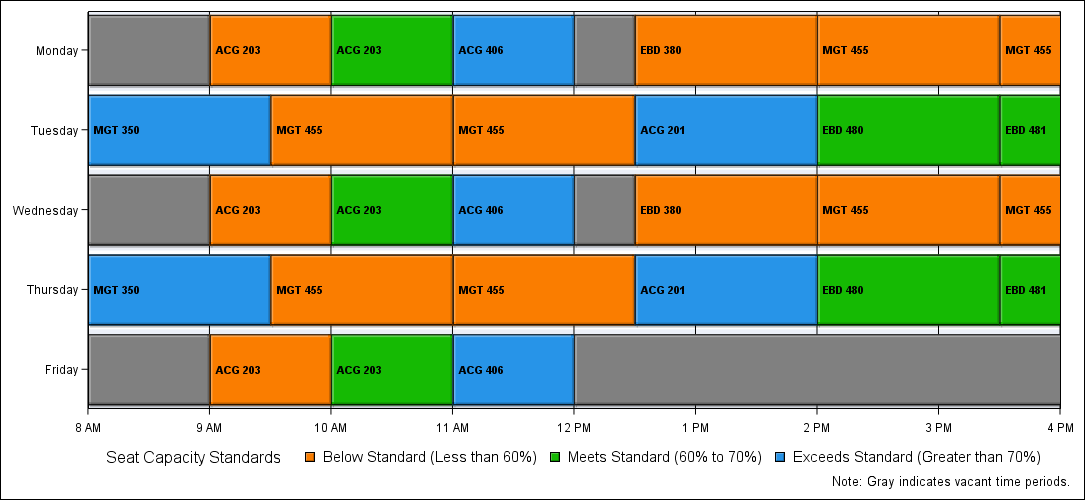 Monday ACG 203 ACG 203 ACG 406 EBD 380 MGT 455 MGT 455
Tuesday MGT 350 MGT 455 MGT 455 ACG 201 EBD 480 EBD 481
Wednesday ACG 203 ACG 203 ACG 406 EBD 380 MGT 455 MGT 455
Thursday MGT 350 MGT 455 MGT 455 ACG 201 EBD 480 EBD 481
Friday ACG 203 ACG 203 ACG 406
8 AM 9 AM 10 AM 11 AM 12 PM 1 PM 2 PM 3 PM 4 PM
Seat Capacity Standards Below Standard (Less than 60%) Meets Standard (60% to 70%) Exceeds Standard (Greater than 70%)
Note: Gray indicates vacant time periods.